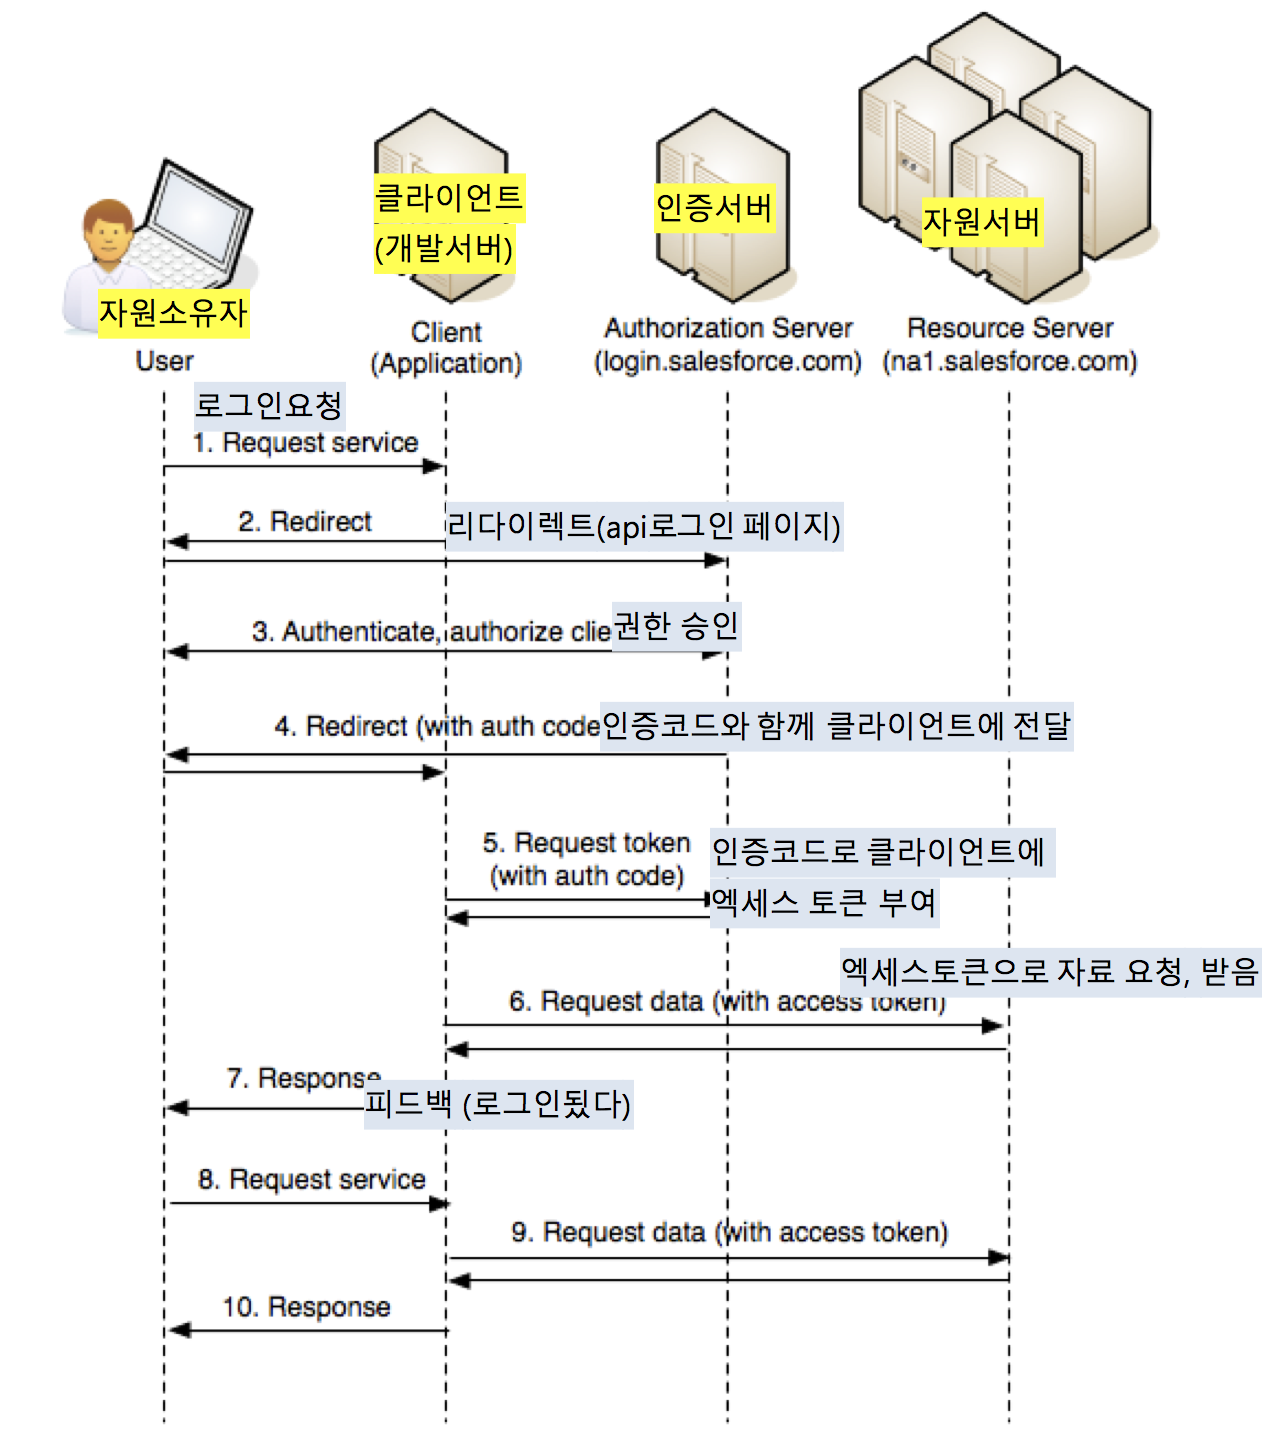 클라이언트
(개발서버)
인증서버
자원서버
자원소유자
User
Client
(Application)
Authorization Server
(login.salesforce.com)
Resource Server
(na1.salesforce.com)
로그인요청
1. Request service
2. Redirect
리다이렉트(api로그인 페이지)
3. Authenticate, authorize clie
권한 승인
4. Redirect (with auth code
인증코드와 함께 클라이언트에 전달
5. Request token
(with auth code)
인증코드로 클라이언트에
엑세스 토큰 부여
엑세스토큰으로 자료 요청, 받음
6. Request data (with access token)
7. Response
피드백 (로그인됬다)
8. Request service
9. Request data (with access token)
10. Response